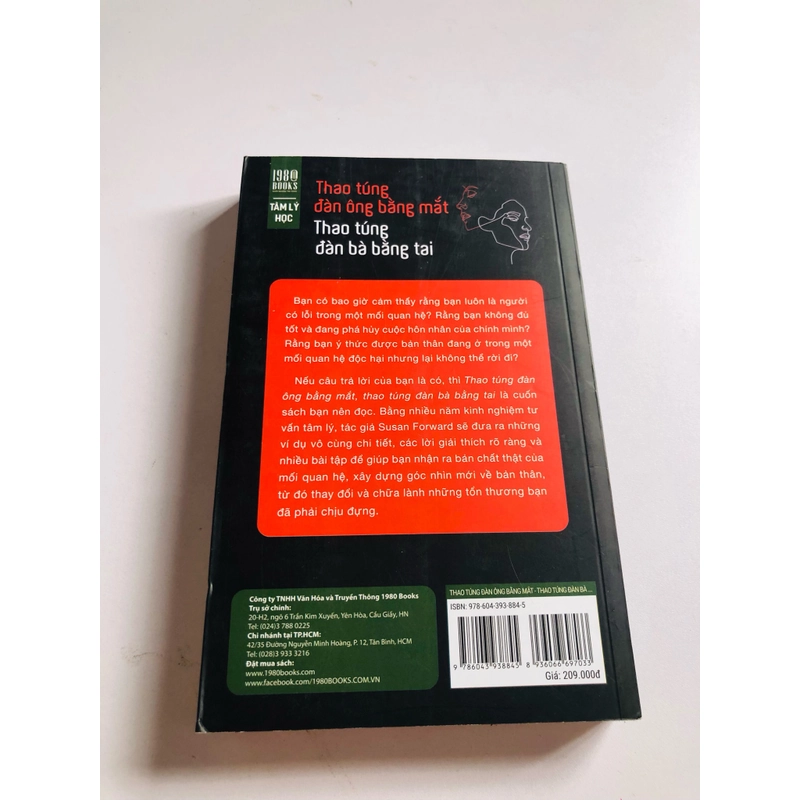 1980
BOOKS
TÂM LÝ
HỌC
Thao túng
đàn ông bằng mắt
Thao túng
đàn bà bằng tai
Bạn có bao giờ cảm thấy rằng bạn luôn là người
có lỗi trong một mối quan hệ? Rằng bạn không đủ
tốt và đang phá hủy cuộc hôn nhân của chính mình?
Rằng bạn ý thức được bản thân đang ở trong một
mối quan hệ độc hại nhưng lại không thể rời đi?
Nếu câu trả lời của bạn là có, thì Thao túng đàn
ông bằng mắt, thao túng đàn bà bằng tai là cuốn
sách bạn nên đọc. Bằng nhiều năm kinh nghiệm tư
vấn tâm lý, tác giả Susan Forward sẽ đưa ra những
ví dụ vô cùng chi tiết, các lời giải thích rõ ràng và
nhiều bài tập để giúp bạn nhận ra bản chất thật của
mối quan hệ, xây dựng góc nhìn mới về bản thân,
từ đó thay đổi và chữa lành những tổn thương bạn
đã phải chịu đựng.
Công ty TNHH Văn Hóa và Truyền Thông 1980 Books
Trụ sở chính:
20-H2, ngõ 6 Trần Kim Xuyến, Yên Hòa, Cầu Giấy, HN
Tel: (024)3 788 0225
Chi nhánh tại TP.HCM:
42/35 Đường Nguyễn Minh Hoàng, P. 12, Tân Bình, HCM
Tel: (028)3 933 3216
Đặt mua sách:
www.1980books.com
www.facebook.com/1980BOOKS.COM.VN
THAO TÚNG ĐÀN ÔNG BẰNG MẮT - THAO TÚNG ĐÀN BÀ ...
ISBN: 978-604-393-884-5
9 786043 938845
8 936066 697033
Giá: 209.000đ